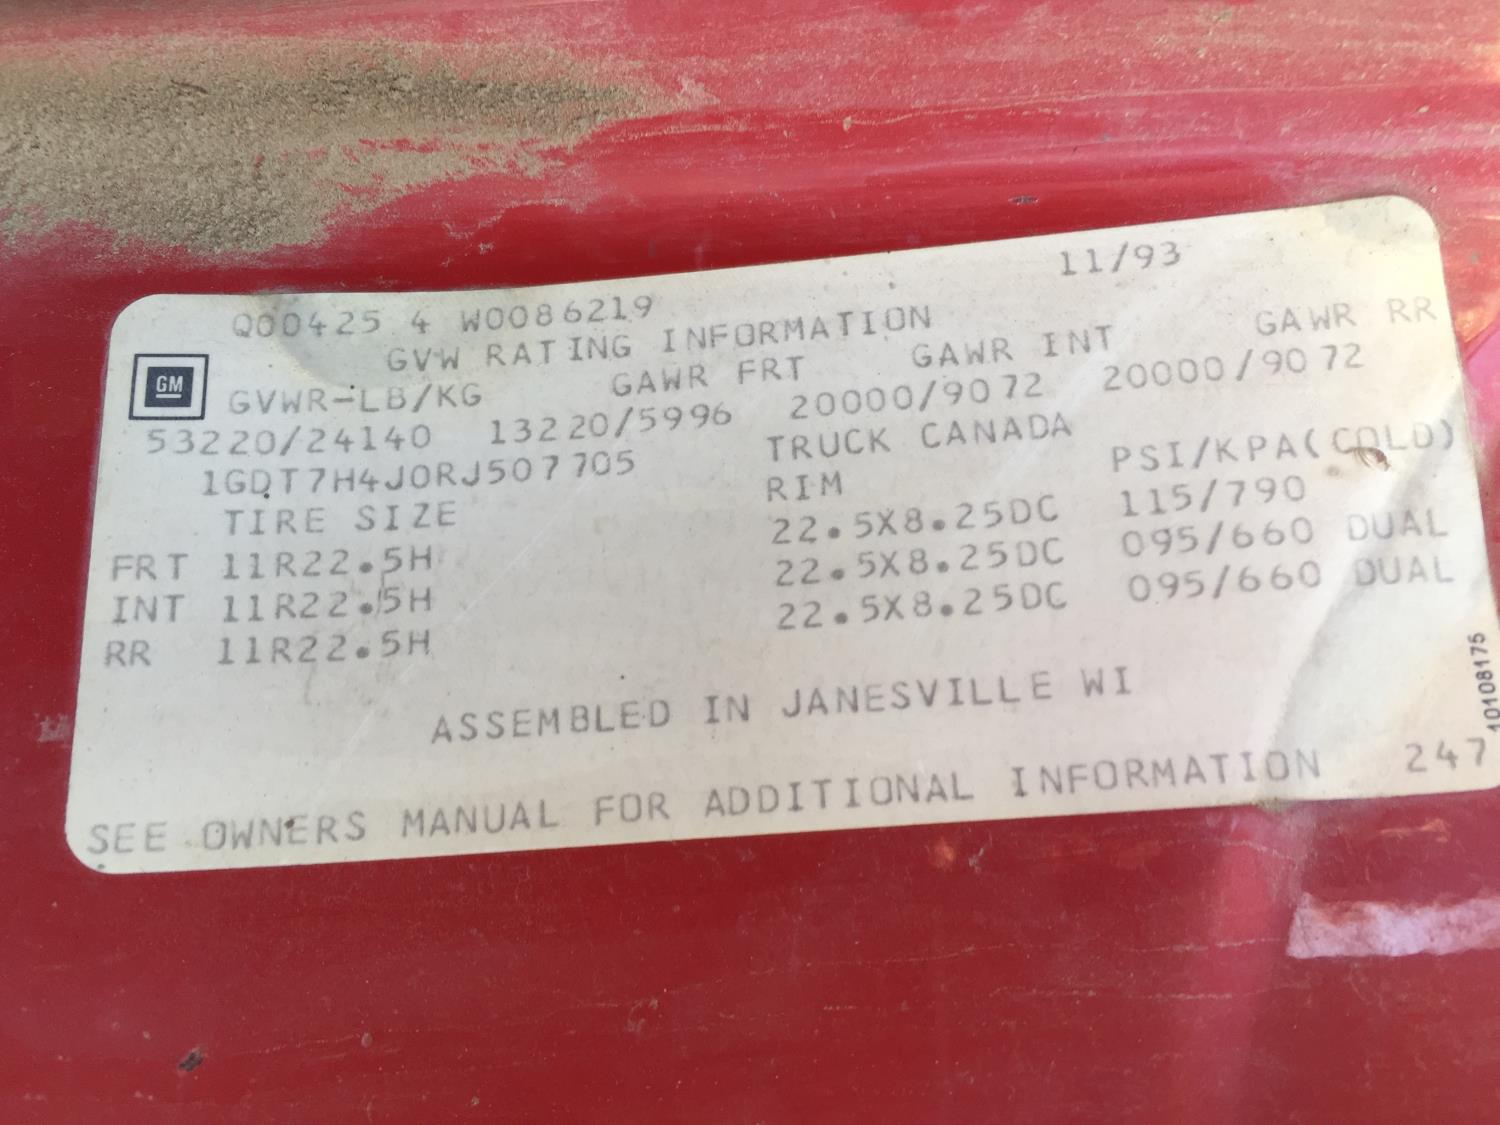 11/93
Q00425 4 W0086219
GVW RATING INFORMATION
GM
GVWR-LB/KG GAWR FRT GAWR INT GAWR RR
53220/24140 13220/5996 20000/9072 20000/9072
1GDT7H4J0RJ507705 TRUCK CANADA
TIRE SIZE RIM PSI/KPA(COLD)
FRT 11R22.5H 22.5X8.25DC 115/790
INT 11R22.5H 22.5X8.25DC 095/660 DUAL
RR 11R22.5H 22.5X8.25DC 095/660 DUAL
ASSEMBLED IN JANESVILLE WI
SEE OWNERS MANUAL FOR ADDITIONAL INFORMATION 247
10108175